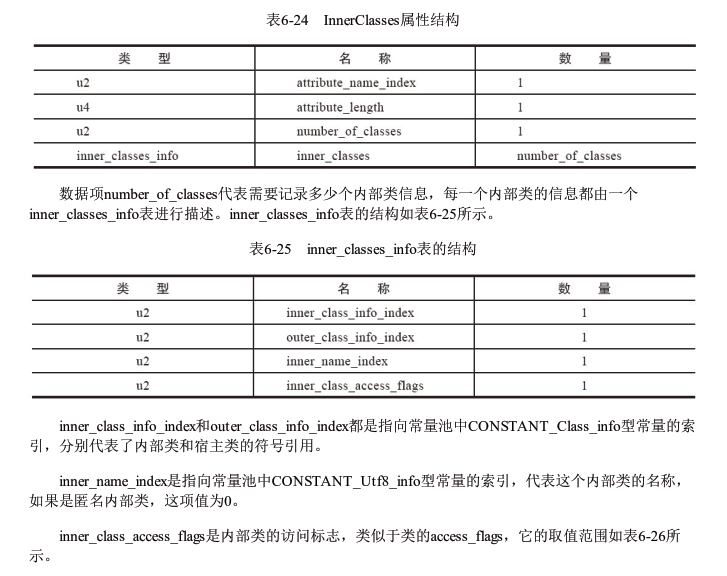 表6-24 InnerClasses属性结构
类 型 名 称 数 量
u2 attribute_name_index 1
u4 attribute_length 1
u2 number_of_classes 1
inner_classes_info inner_classes number_of_classes
数据项number_of_classes代表需要记录多少个内部类信息，每一个内部类的信息都由一个
inner_classes_info表进行描述。inner_classes_info表的结构如表6-25所示。
表6-25 inner_classes_info表的结构
类 型 名 称 数 量
u2 inner_class_info_index 1
u2 outer_class_info_index 1
u2 inner_name_index 1
u2 inner_class_access_flags 1
inner_class_info_index和outer_class_info_index都是指向常量池中CONSTANT_Class_info型常量的索
引，分别代表了内部类和宿主类的符号引用。
inner_name_index是指向常量池中CONSTANT_Utf8_info型常量的索引，代表这个内部类的名称，
如果是匿名内部类，这项值为0。
inner_class_access_flags是内部类的访问标志，类似于类的access_flags，它的取值范围如表6-26所
示。